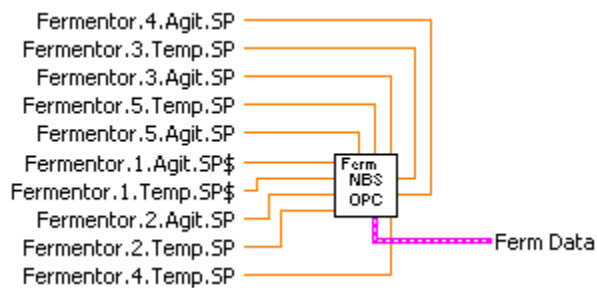 Fermentor.4.Agit.SP
Fermentor.3.Temp.SP
Fermentor.3.Agit.SP
Fermentor.5.Temp.SP
Fermentor.5.Agit.SP
Fermentor.1.Agit.SP$
Fermentor.1.Temp.SP$
Fermentor.2.Agit.SP
Fermentor.2.Temp.SP
Fermentor.4.Temp.SP
Ferm
NBS
OPC
Ferm Data